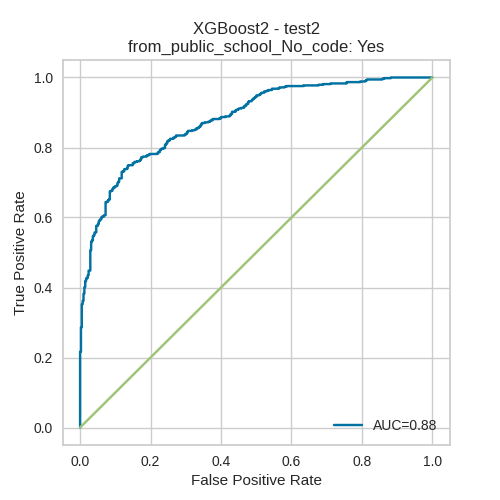 XGBoost2 - test2
from_public_school_No_code: Yes
True Positive Rate
1.0
0.8
0.6
0.4
0.2
0.0
0.0 0.2 0.4 0.6 0.8 1.0
False Positive Rate
AUC=0.88